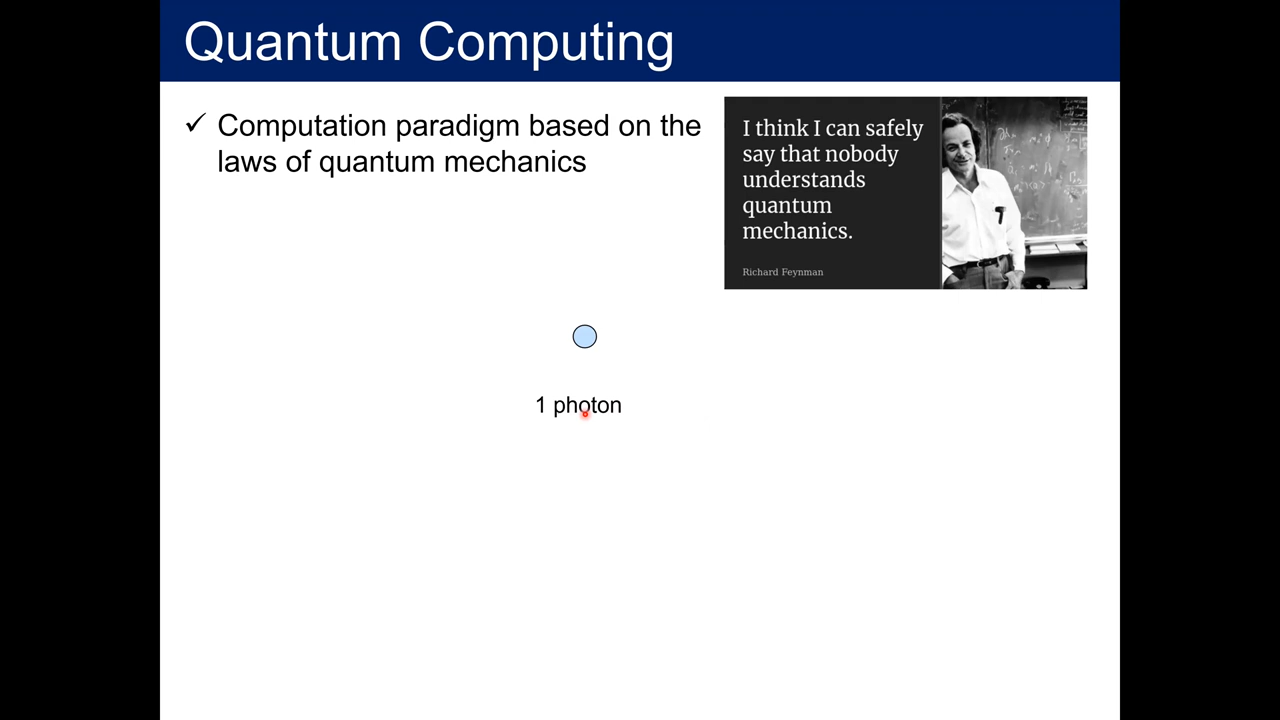 Quantum Computing
✓ Computation paradigm based on the
laws of quantum mechanics
I think I can safely
say that nobody
understands
quantum
mechanics.
Richard Feynman
1 photon